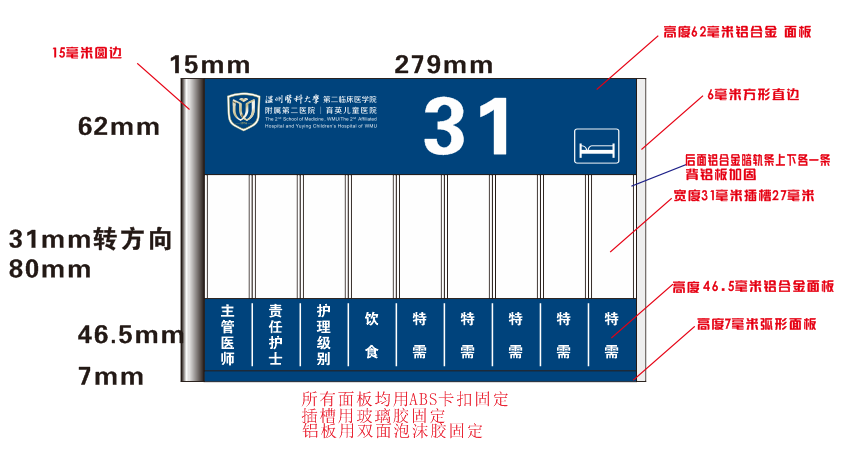 高度62毫米铝合金 面板
15毫米圆边
15mm
279mm
6毫米方形直边
温州医科大学 第二临床医学院
附属第二医院 | 育英儿童医院
The 2nd School of Medicine, WMU/The 2nd Affiliated
Hospital and Yuying Children's Hospital of WMU
31
62mm
后面铝合金暗轨条上下各一条
背铝板加固
宽度31毫米插槽27毫米
31mm转方向
80mm
高度 46.5毫米铝合金面板
主管医师
责任护士
护理级别
饮食
特需
特需
特需
特需
特需
46.5mm
高度7毫米弧形面板
7mm
所有面板均用ABS卡扣固定
插槽用玻璃胶固定
铝板用双面泡沫胶固定